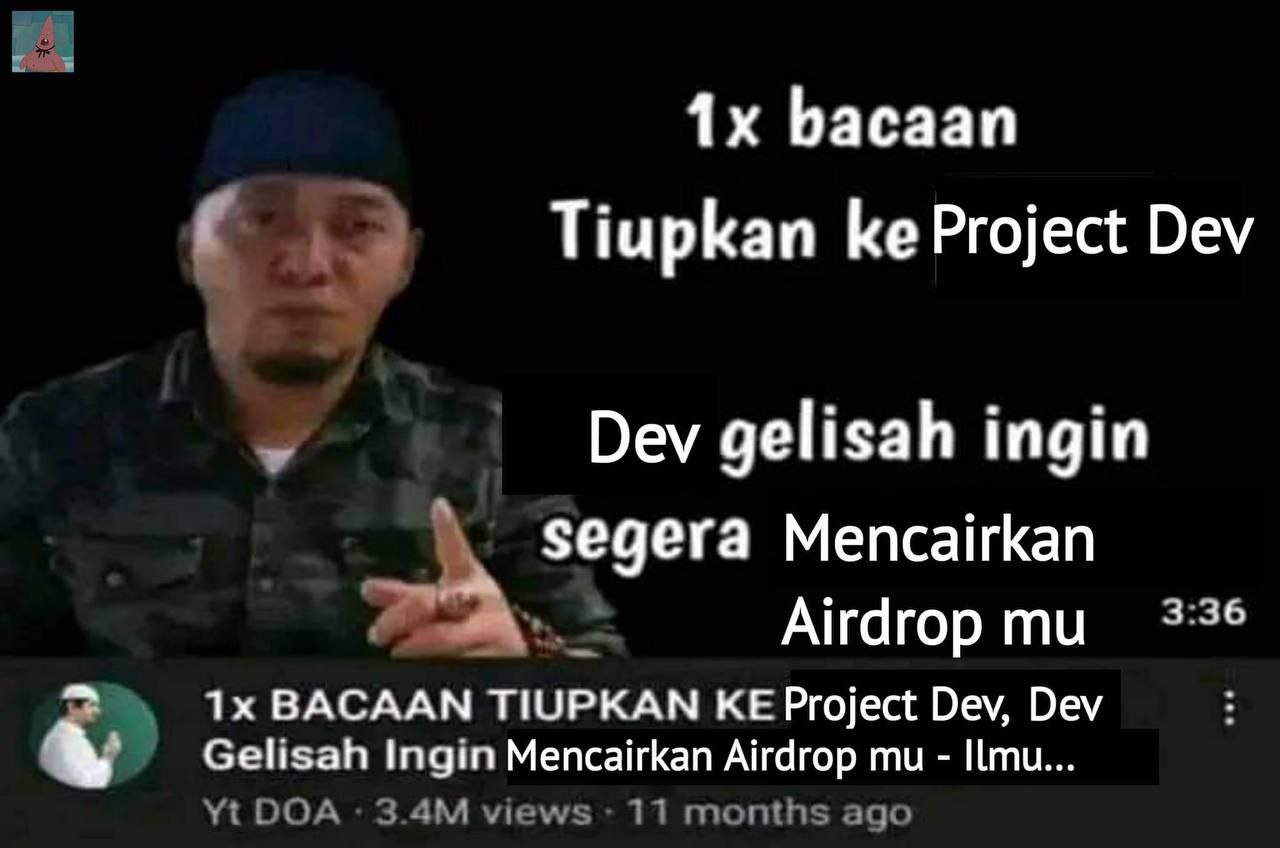 1x bacaan
Tiupkan ke Project Dev
Dev gelisah ingin
segera Mencairkan
Airdrop mu
3:36
1x BACAAN TIUPKAN KE Project Dev, Dev
Gelisah Ingin Mencairkan Airdrop mu - Ilmu...
Yt DOA · 3.4M views · 11 months ago